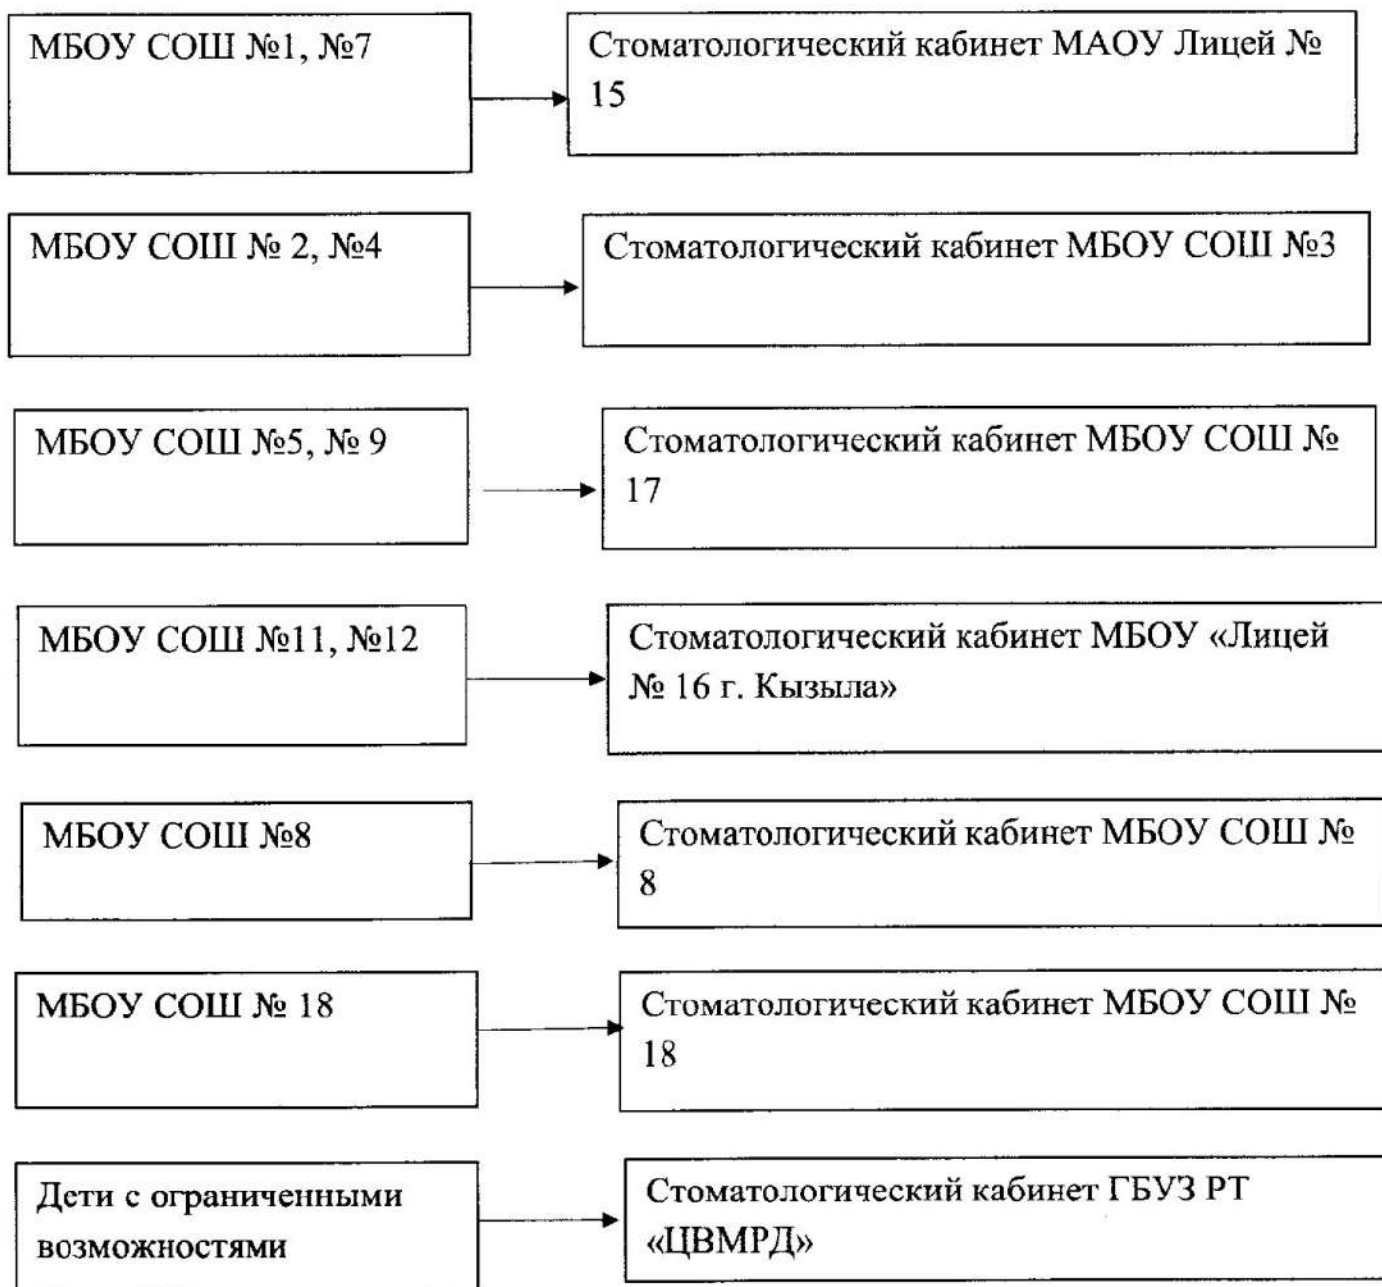 МБОУ СОШ №1, №7
Стоматологический кабинет МАОУ Лицей №
15
МБОУ СОШ № 2, №4
Стоматологический кабинет МБОУ СОШ №3
МБОУ СОШ №5, № 9
Стоматологический кабинет МБОУ СОШ №
17
МБОУ СОШ №11, №12
Стоматологический кабинет МБОУ «Лицей
№ 16 г. Кызыла»
МБОУ СОШ №8
Стоматологический кабинет МБОУ СОШ №
8
МБОУ СОШ № 18
Стоматологический кабинет МБОУ СОШ №
18
Дети с ограниченными
возможностями
Стоматологический кабинет ГБУЗ РТ
«ЦВМРД»